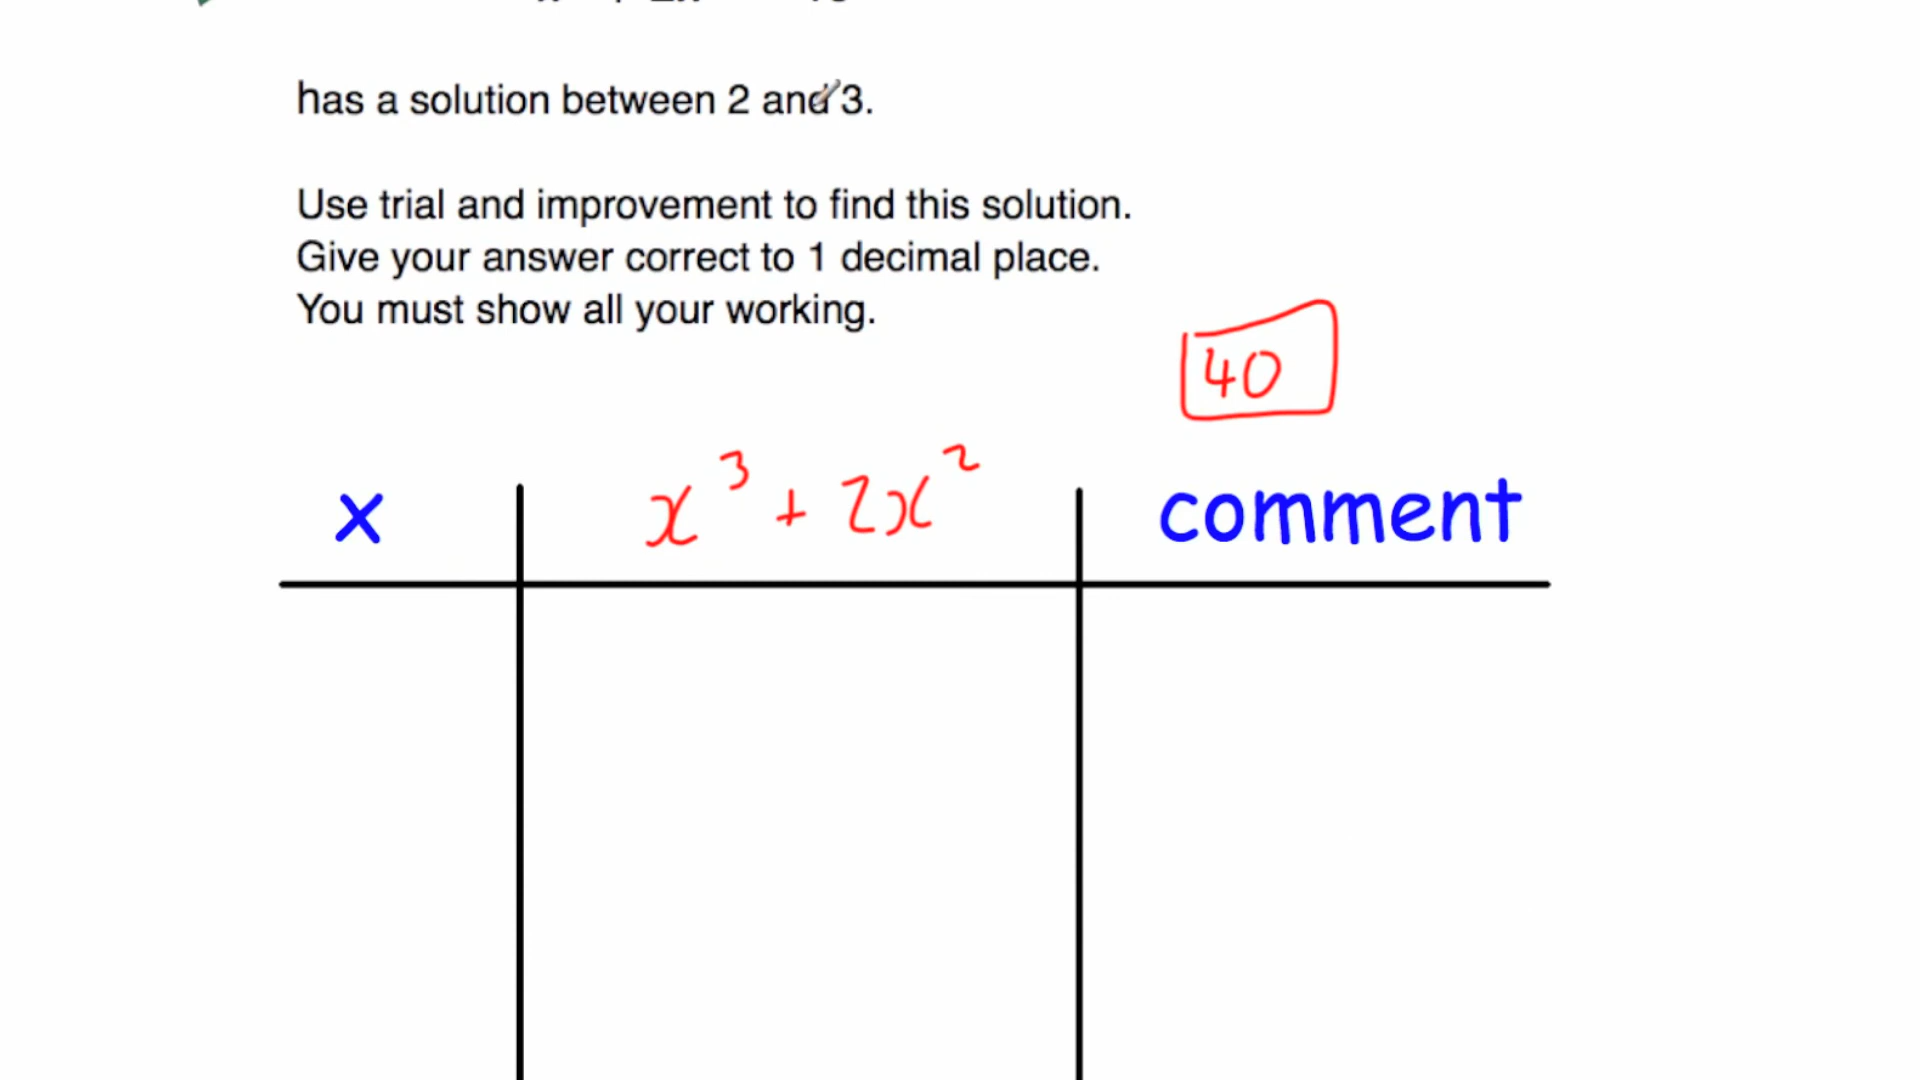 has a solution between 2 and 3.
Use trial and improvement to find this solution.
Give your answer correct to 1 decimal place.
You must show all your working.
40
x x³ + 2x² comment